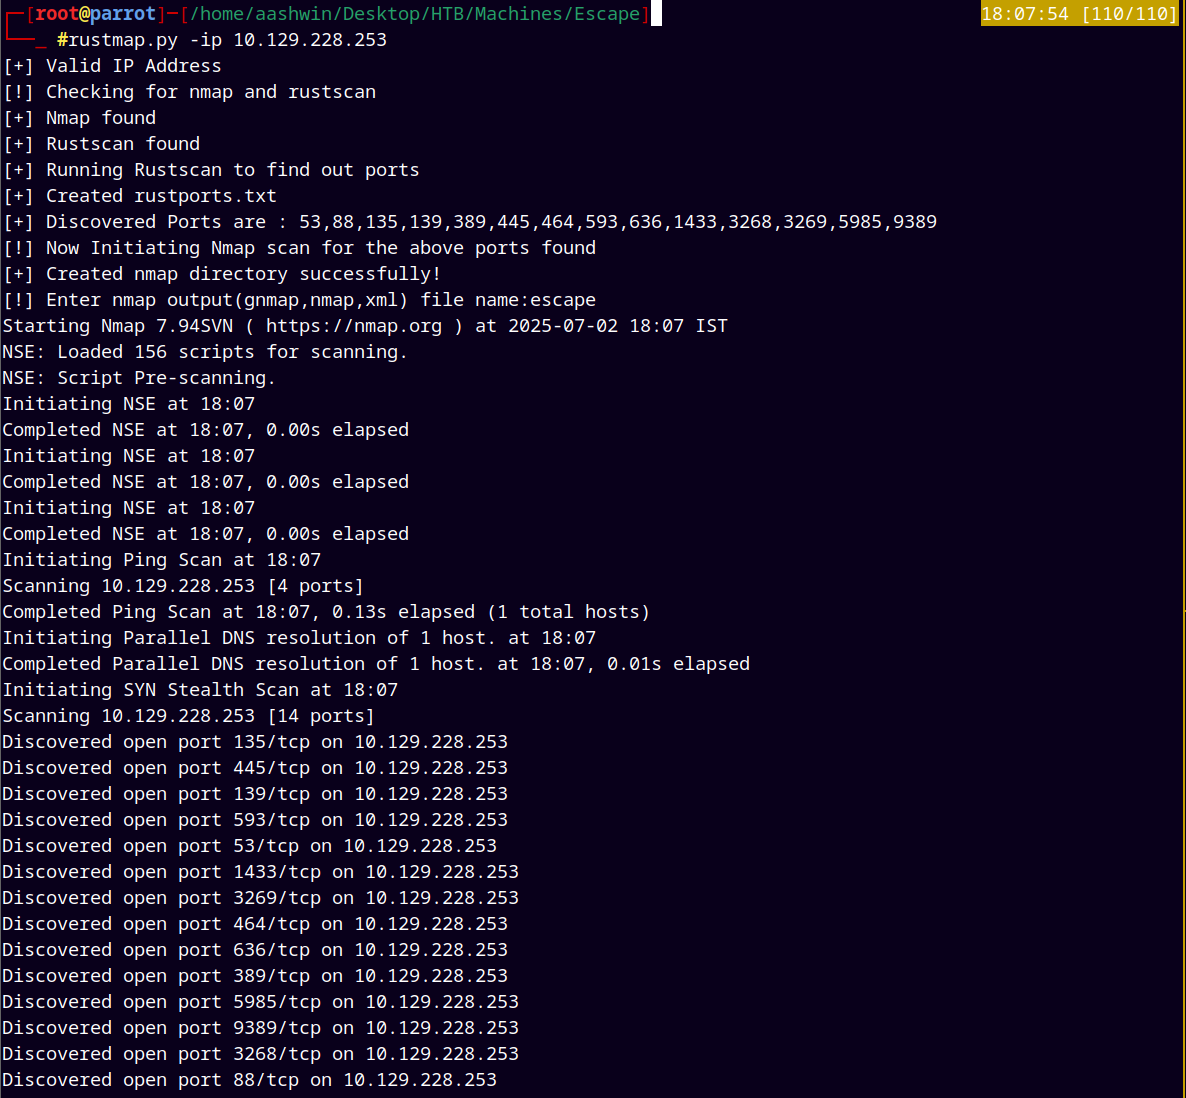 ┌─[root@parrot]─[/home/aashwin/Desktop/HTB/Machines/Escape] 18:07:54 [110/110]
└──_ #rustmap.py -ip 10.129.228.253
[+] Valid IP Address
[!] Checking for nmap and rustscan
[+] Nmap found
[+] Rustscan found
[+] Running Rustscan to find out ports
[+] Created rustports.txt
[+] Discovered Ports are : 53,88,135,139,389,445,464,593,636,1433,3268,3269,5985,9389
[!] Now Initiating Nmap scan for the above ports found
[+] Created nmap directory successfully!
[!] Enter nmap output(gnmap,nmap,xml) file name:escape
Starting Nmap 7.94SVN ( https://nmap.org ) at 2025-07-02 18:07 IST
NSE: Loaded 156 scripts for scanning.
NSE: Script Pre-scanning.
Initiating NSE at 18:07
Completed NSE at 18:07, 0.00s elapsed
Initiating NSE at 18:07
Completed NSE at 18:07, 0.00s elapsed
Initiating NSE at 18:07
Completed NSE at 18:07, 0.00s elapsed
Initiating Ping Scan at 18:07
Scanning 10.129.228.253 [4 ports]
Completed Ping Scan at 18:07, 0.13s elapsed (1 total hosts)
Initiating Parallel DNS resolution of 1 host. at 18:07
Completed Parallel DNS resolution of 1 host. at 18:07, 0.01s elapsed
Initiating SYN Stealth Scan at 18:07
Scanning 10.129.228.253 [14 ports]
Discovered open port 135/tcp on 10.129.228.253
Discovered open port 445/tcp on 10.129.228.253
Discovered open port 139/tcp on 10.129.228.253
Discovered open port 593/tcp on 10.129.228.253
Discovered open port 53/tcp on 10.129.228.253
Discovered open port 1433/tcp on 10.129.228.253
Discovered open port 3269/tcp on 10.129.228.253
Discovered open port 464/tcp on 10.129.228.253
Discovered open port 636/tcp on 10.129.228.253
Discovered open port 389/tcp on 10.129.228.253
Discovered open port 5985/tcp on 10.129.228.253
Discovered open port 9389/tcp on 10.129.228.253
Discovered open port 3268/tcp on 10.129.228.253
Discovered open port 88/tcp on 10.129.228.253